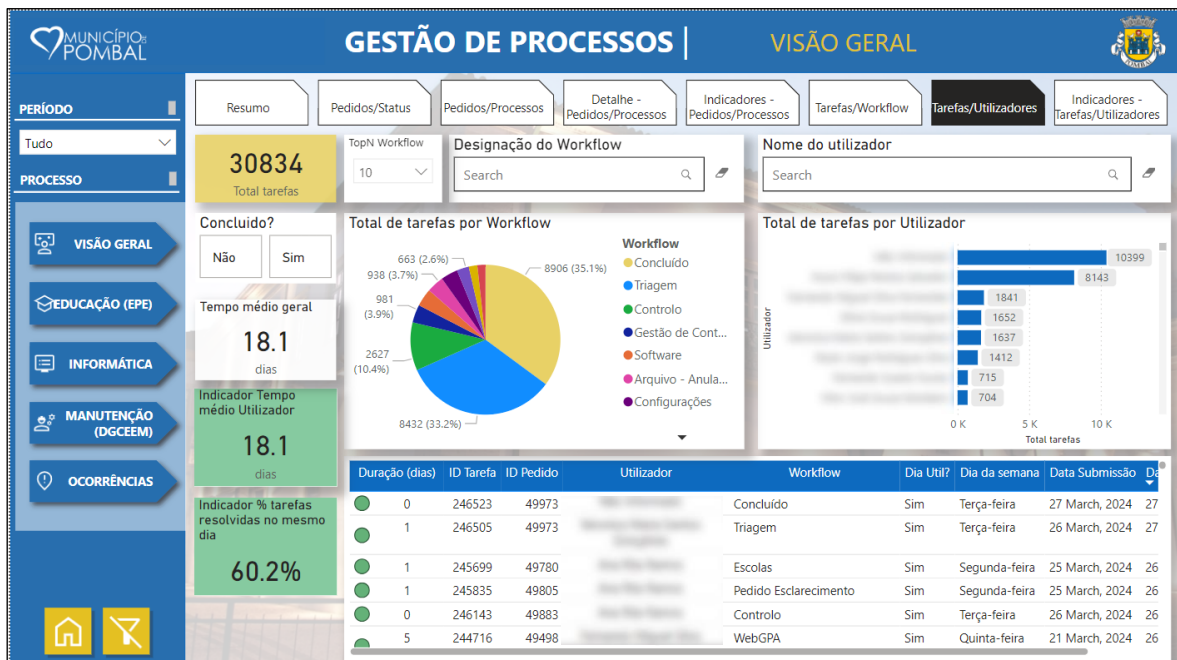 MUNICÍPIO DE
POMBAL
GESTÃO DE PROCESSOS |
VISÃO GERAL
POMBAL
PERÍODO
Tudo
PROCESSO
VISÃO GERAL
EDUCAÇÃO (EPE)
INFORMÁTICA
MANUTENÇÃO
(DGCEEM)
OCORRÊNCIAS
Resumo
Pedidos/Status
Pedidos/Processos
Detalhe -
Pedidos/Processos
Indicadores -
Pedidos/Processos
Tarefas/Workflow
Tarefas/Utilizadores
Indicadores -
Tarefas/Utilizadores
30834
Total tarefas
TopN Workflow
10
Designação do Workflow
Search
Nome do utilizador
Search
Concluido?
Não
Sim
Tempo médio geral
18.1
dias
Indicador Tempo
médio Utilizador
18.1
dias
Indicador % tarefas
resolvidas no mesmo
dia
60.2%
Total de tarefas por Workflow
663 (2.6%)
938 (3.7%)
981
(3.9%)
2627
(10.4%)
8432 (33.2%)
8906 (35.1%)
Workflow
Concluído
Triagem
Controlo
Gestão de Cont...
Software
Arquivo - Anula...
Configurações
Total de tarefas por Utilizador
Utilizador
10399
8143
1841
1652
1637
1412
715
704
0 K 5 K 10 K
Total tarefas
Duração (dias) ID Tarefa ID Pedido Utilizador Workflow Dia Util? Dia da semana Data Submissão Da
0 246523 49973 Concluído Sim Terça-feira 27 March, 2024 27
1 246505 49973 Triagem Sim Terça-feira 26 March, 2024 27
1 245699 49780 Escolas Sim Segunda-feira 25 March, 2024 26
1 245835 49805 Pedido Esclarecimento Sim Segunda-feira 25 March, 2024 26
0 246143 49883 Controlo Sim Terça-feira 26 March, 2024 26
5 244716 49498 WebGPA Sim Quinta-feira 21 March, 2024 26